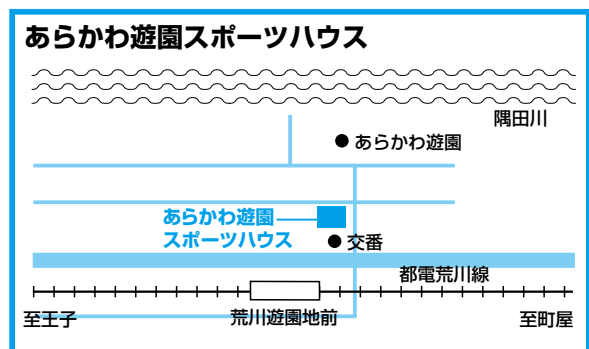 あらかわ遊園スポーツハウス
隅田川
あらかわ遊園
あらかわ遊園
スポーツハウス
交番
都電荒川線
至王子
荒川遊園地前
至町屋